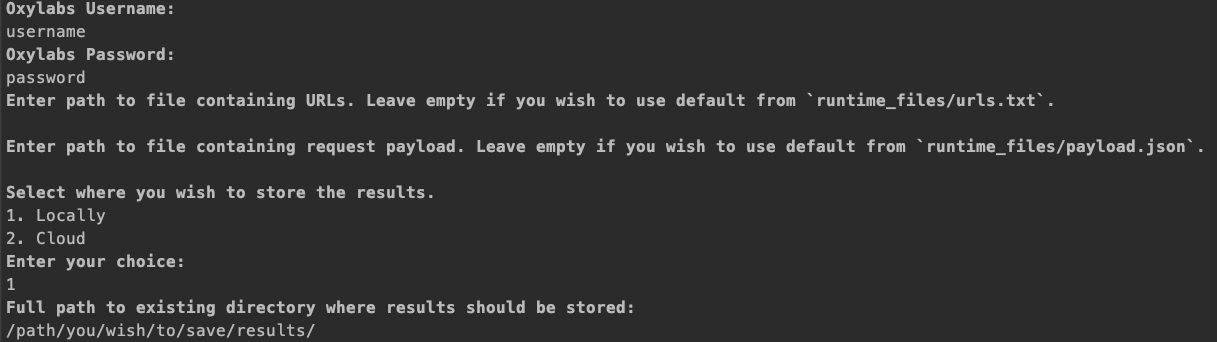 Oxylabs Username:
username
Oxylabs Password:
password
Enter path to file containing URLs. Leave empty if you wish to use default from `runtime_files/urls.txt`.
Enter path to file containing request payload. Leave empty if you wish to use default from `runtime_files/payload.json`.
Select where you wish to store the results.
1. Locally
2. Cloud
Enter your choice:
1
Full path to existing directory where results should be stored:
/path/you/wish/to/save/results/